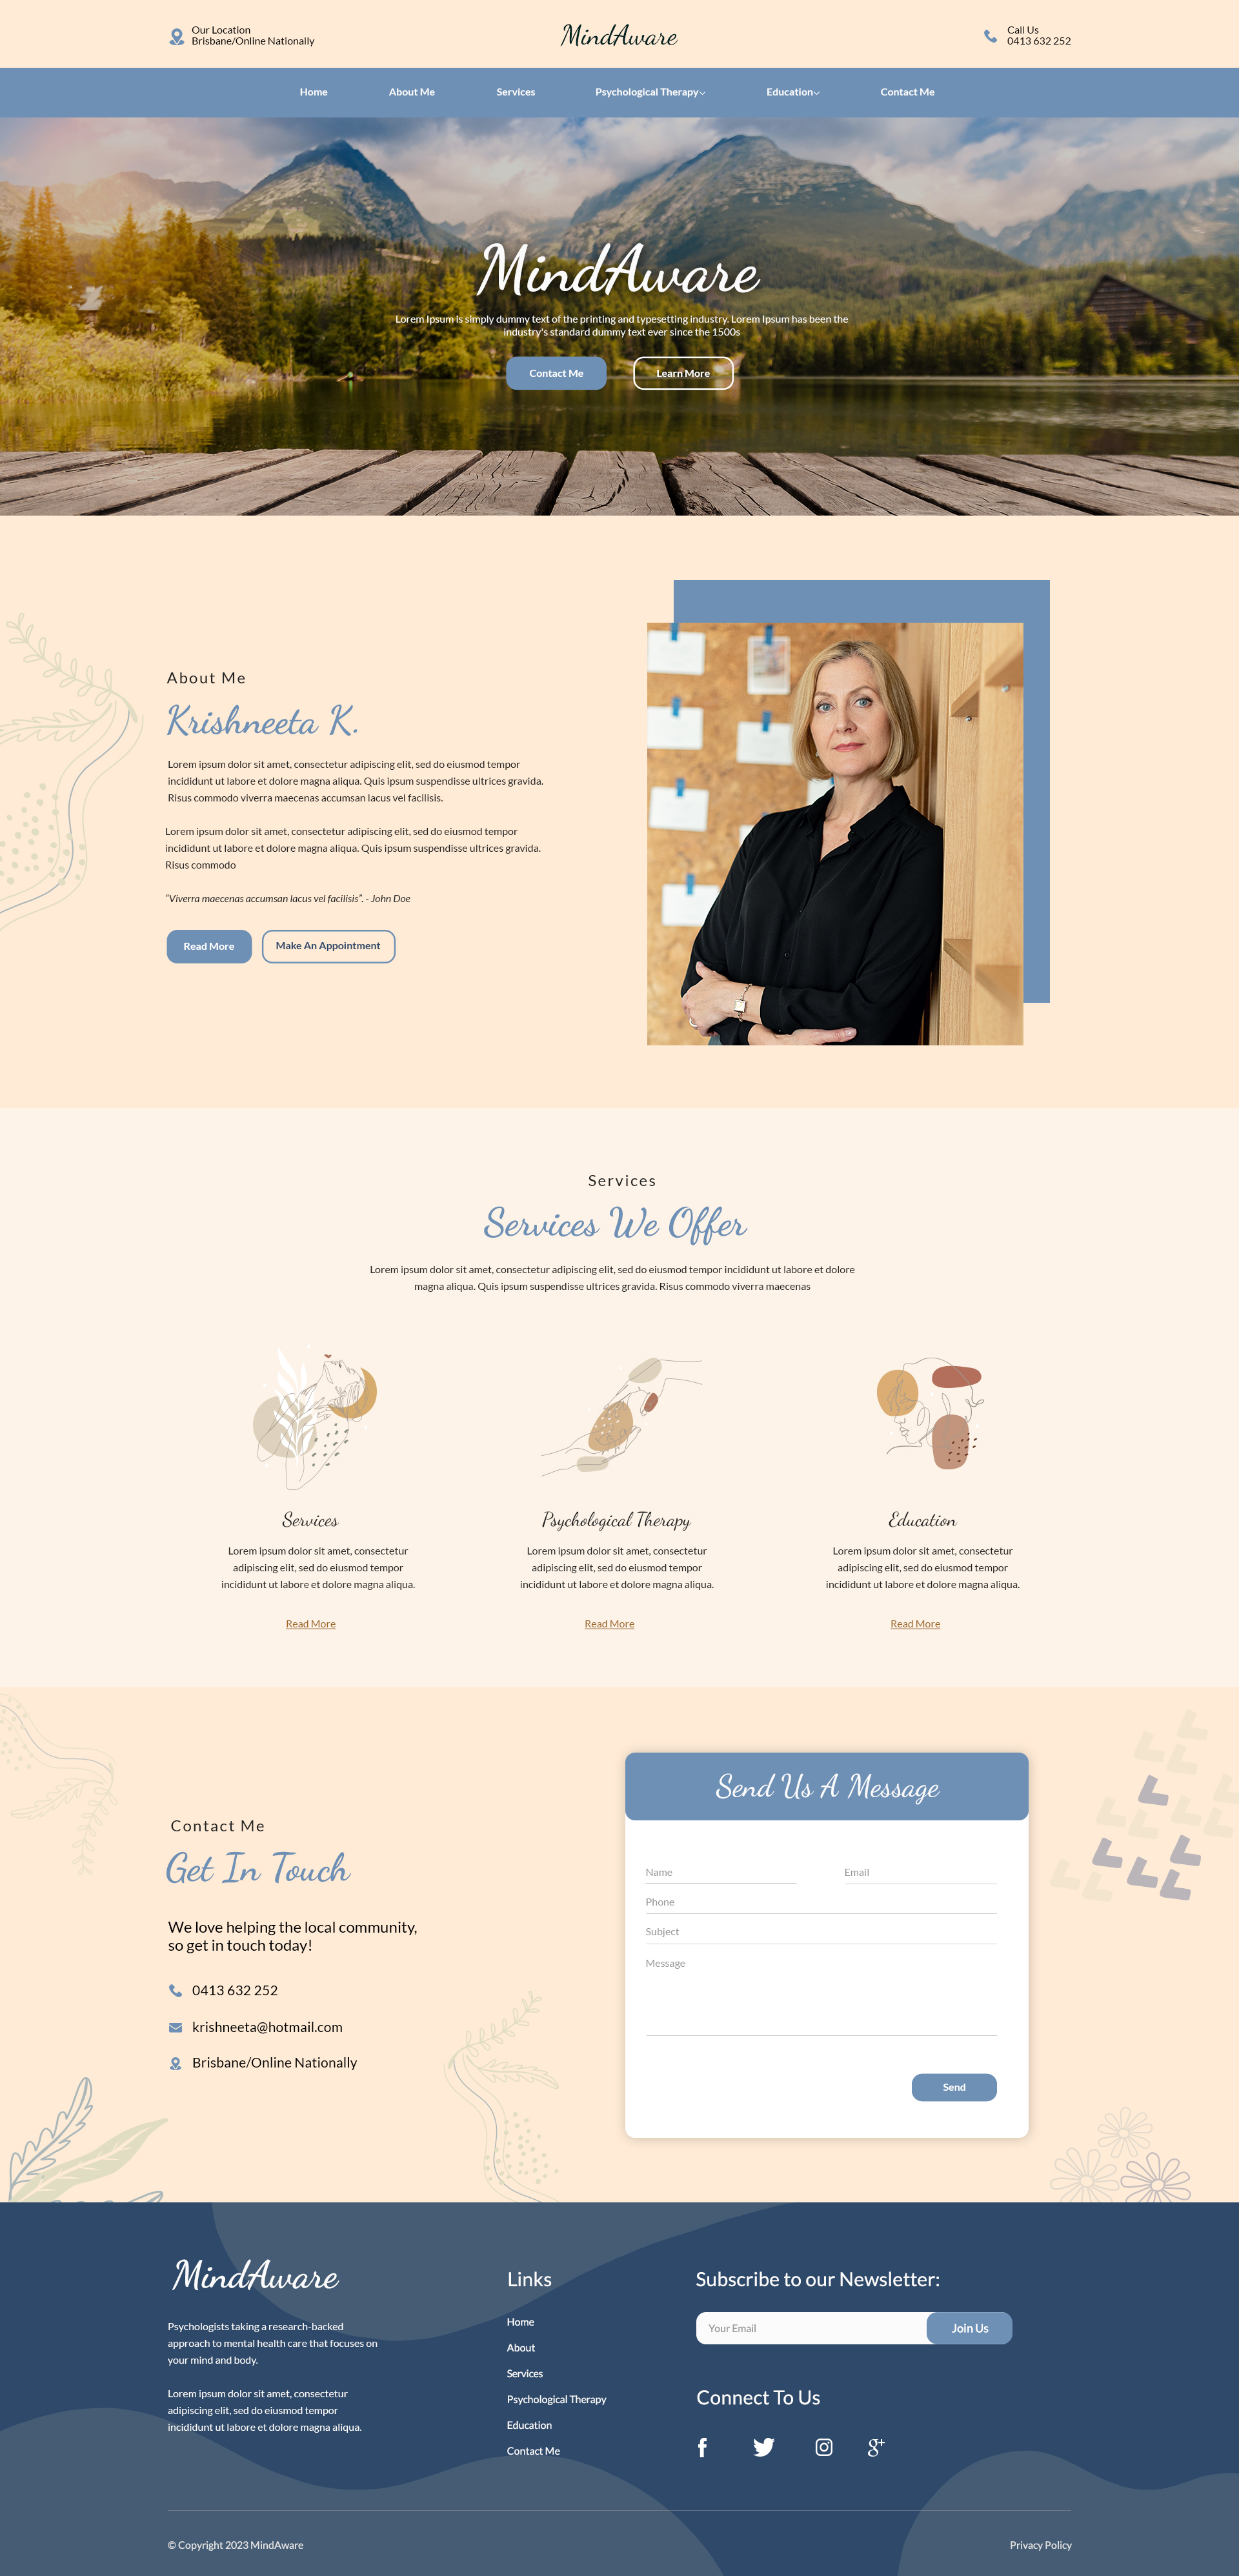 Our Location
Brisbane/Online Nationally
MindAware
Call Us
0413 632 252
Home
About Me
Services
Psychological Therapy
Education
Contact Me
MindAware
Lorem Ipsum is simply dummy text of the printing and typesetting industry. Lorem Ipsum has been the
industry's standard dummy text ever since the 1500s
Contact Me
Learn More
About Me
Krishneeta K.
Lorem ipsum dolor sit amet, consectetur adipiscing elit, sed do eiusmod tempor
incididunt ut labore et dolore magna aliqua. Quis ipsum suspendisse ultrices gravida.
Risus commodo viverra maecenas accumsan lacus vel facilisis.
Lorem ipsum dolor sit amet, consectetur adipiscing elit, sed do eiusmod tempor
incididunt ut labore et dolore magna aliqua. Quis ipsum suspendisse ultrices gravida.
Risus commodo
"Viverra maecenas accumsan lacus vel facilisis". - John Doe
Read More
Make An Appointment
Services
Services We Offer
Lorem ipsum dolor sit amet, consectetur adipiscing elit, sed do eiusmod tempor incididunt ut labore et dolore
magna aliqua. Quis ipsum suspendisse ultrices gravida. Risus commodo viverra maecenas
Services
Lorem ipsum dolor sit amet, consectetur
adipiscing elit, sed do eiusmod tempor
incididunt ut labore et dolore magna aliqua.
Read More
Psychological Therapy
Lorem ipsum dolor sit amet, consectetur
adipiscing elit, sed do eiusmod tempor
incididunt ut labore et dolore magna aliqua.
Read More
Education
Lorem ipsum dolor sit amet, consectetur
adipiscing elit, sed do eiusmod tempor
incididunt ut labore et dolore magna aliqua.
Read More
Contact Me
Get In Touch
We love helping the local community,
so get in touch today!
0413 632 252
krishneeta@hotmail.com
Brisbane/Online Nationally
Send Us A Message
Name
Email
Phone
Subject
Message
Send
MindAware
Psychologists taking a research-backed
approach to mental health care that focuses on
your mind and body.
Lorem ipsum dolor sit amet, consectetur
adipiscing elit, sed do eiusmod tempor
incididunt ut labore et dolore magna aliqua.
Links
Home
About
Services
Psychological Therapy
Education
Contact Me
Subscribe to our Newsletter:
Your Email
Join Us
Connect To Us
© Copyright 2023 MindAware
Privacy Policy